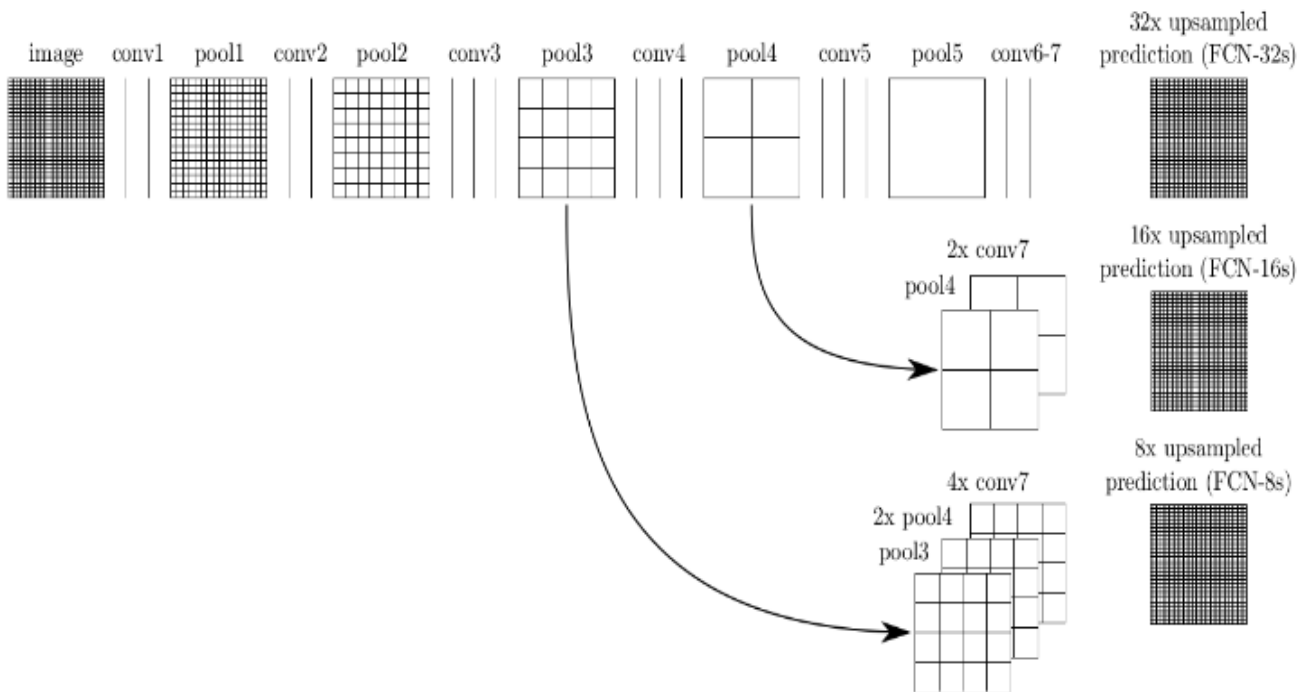 image conv1 pool1 conv2 pool2 conv3 pool3 conv4 pool4 conv5 pool5 conv6-7
32x upsampled
prediction (FCN-32s)
2x conv7
pool4
16x upsampled
prediction (FCN-16s)
4x conv7
2x pool4
pool3
8x upsampled
prediction (FCN-8s)